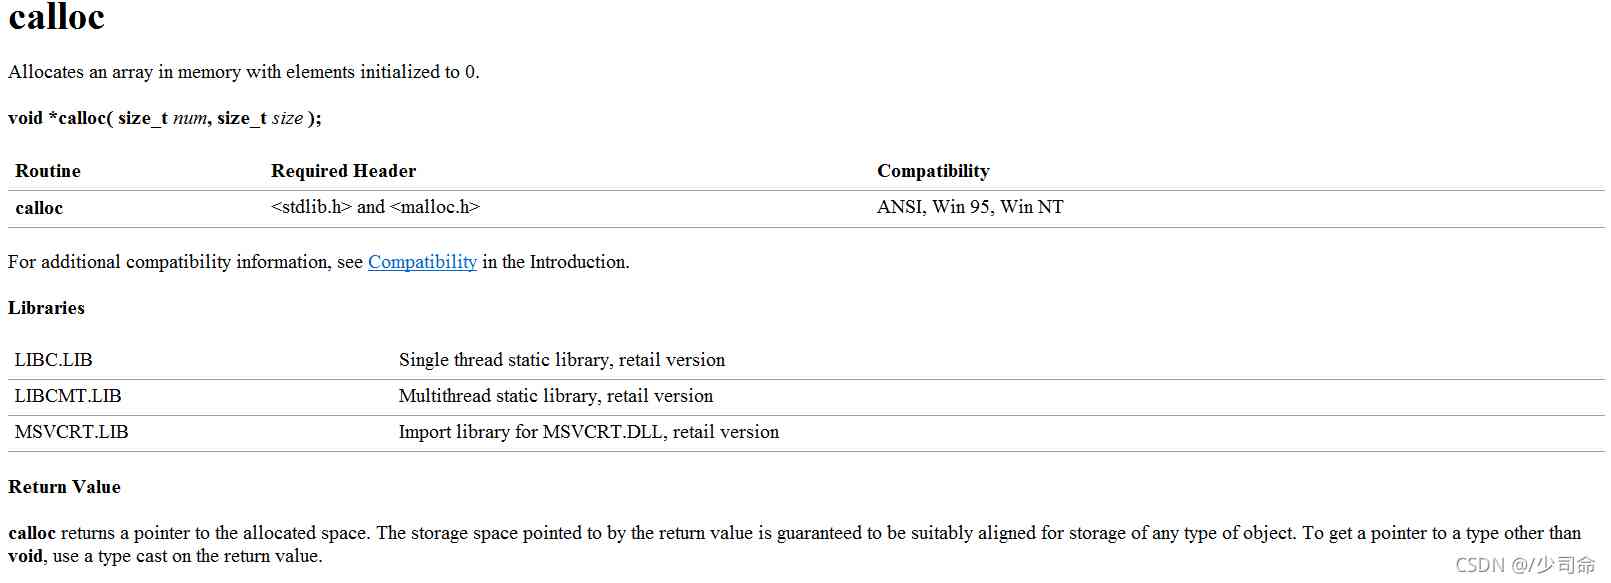 calloc
Allocates an array in memory with elements initialized to 0.
void *calloc( size_t num, size_t size );
Routine Required Header Compatibility
calloc <stdlib.h> and <malloc.h> ANSI, Win 95, Win NT
For additional compatibility information, see Compatibility in the Introduction.
Libraries
LIBC.LIB Single thread static library, retail version
LIBCMT.LIB Multithread static library, retail version
MSVCRT.LIB Import library for MSVCRT.DLL, retail version
Return Value
calloc returns a pointer to the allocated space. The storage space pointed to by the return value is guaranteed to be suitably aligned for storage of any type of object. To get a pointer to a type other than
void, use a type cast on the return value.
CSDN @/少司命